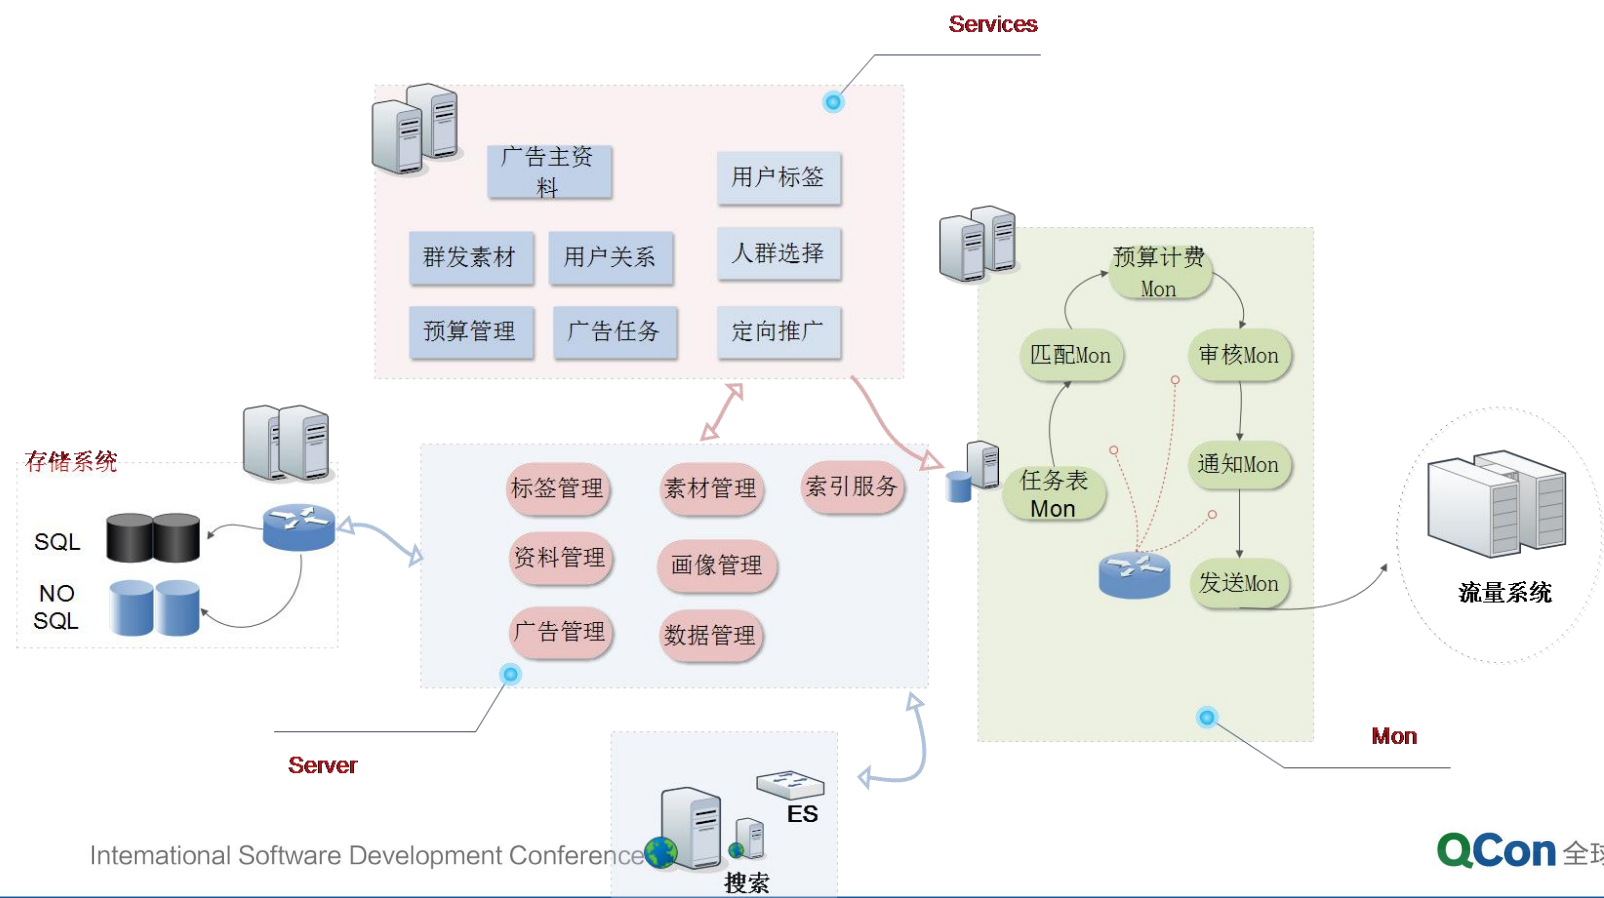 Services
广告主资
料
用户标签
群发素材
用户关系
人群选择
预算管理
广告任务
定向推广
预算计费
Mon
匹配Mon
审核Mon
任务表
Mon
通知Mon
发送Mon
流量系统
存储系统
SQL
NO
SQL
标签管理
素材管理
索引服务
资料管理
画像管理
广告管理
数据管理
Server
Mon
ES
搜索
International Software Development Conference
QCon 全球